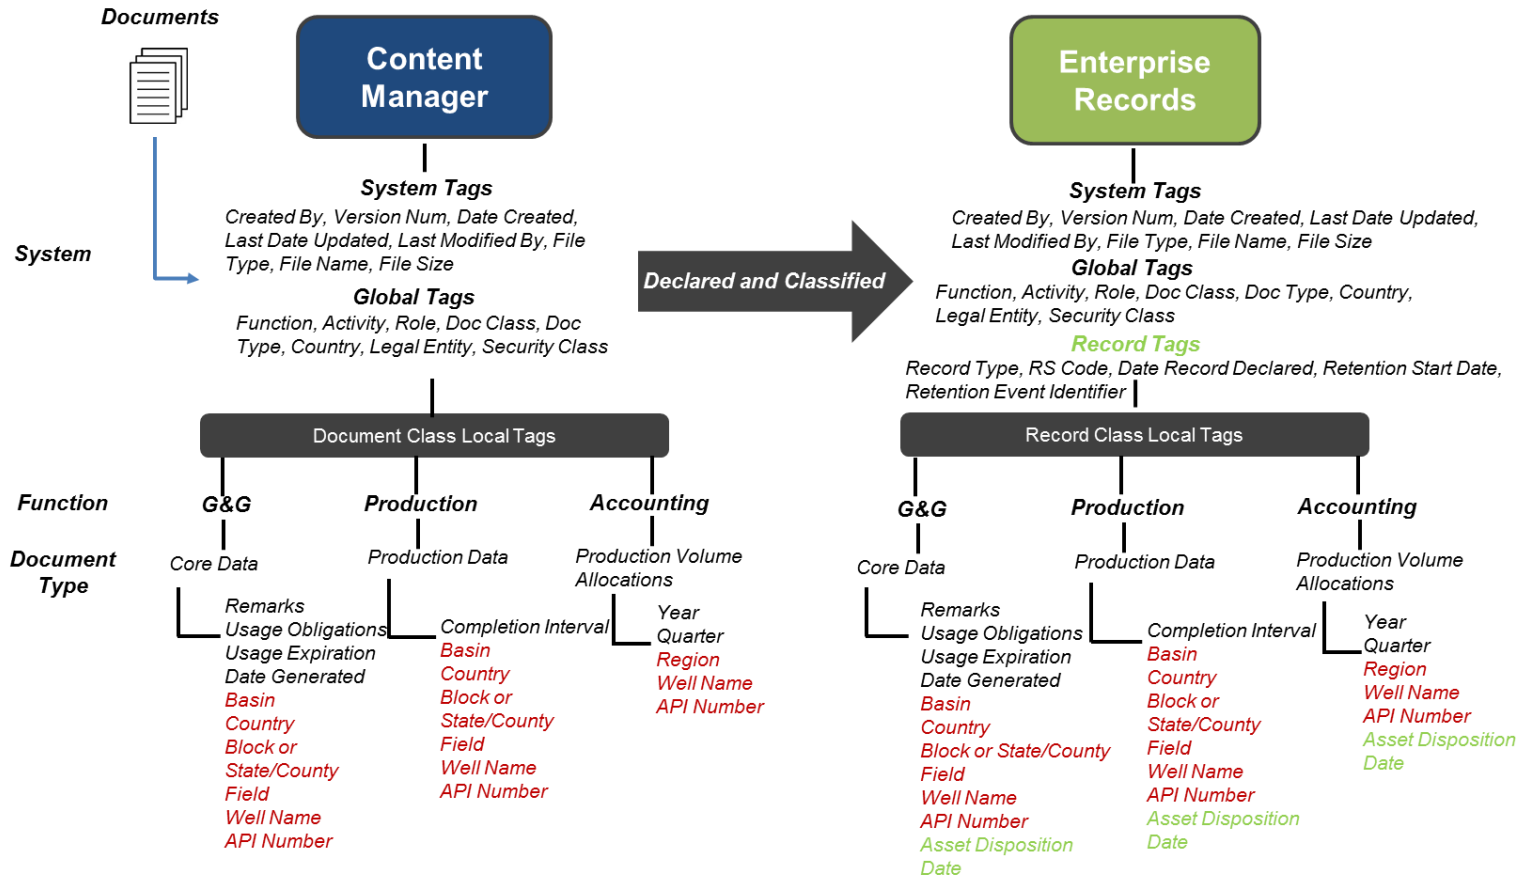 Documents
Content
Manager
System Tags
Created By, Version Num, Date Created,
Last Date Updated, Last Modified By, File
Type, File Name, File Size
System
Global Tags
Function, Activity, Role, Doc Class, Doc
Type, Country, Legal Entity, Security Class
Declared and Classified
Enterprise
Records
System Tags
Created By, Version Num, Date Created, Last Date Updated,
Last Modified By, File Type, File Name, File Size
Global Tags
Function, Activity, Role, Doc Class, Doc Type, Country,
Legal Entity, Security Class
Record Tags
Record Type, RS Code, Date Record Declared, Retention Start Date,
Retention Event Identifier
Document Class Local Tags
Function
G&G
Production
Accounting
Document
Type
Core Data
Production Data
Production Volume
Allocations
Remarks
Usage Obligations
Usage Expiration
Date Generated
Basin
Country
Block or
State/County
Field
Well Name
API Number
Completion Interval
Basin
Country
Block or
State/County
Field
Well Name
API Number
Year
Quarter
Region
Well Name
API Number
Record Class Local Tags
G&G
Production
Accounting
Core Data
Production Data
Production Volume
Allocations
Remarks
Usage Obligations
Usage Expiration
Date Generated
Basin
Country
Block or State/County
Field
Well Name
API Number
Asset Disposition
Date
Completion Interval
Basin
Country
Block or
State/County
Field
Well Name
API Number
Asset Disposition
Date
Year
Quarter
Region
Well Name
API Number
Asset Disposition
Date